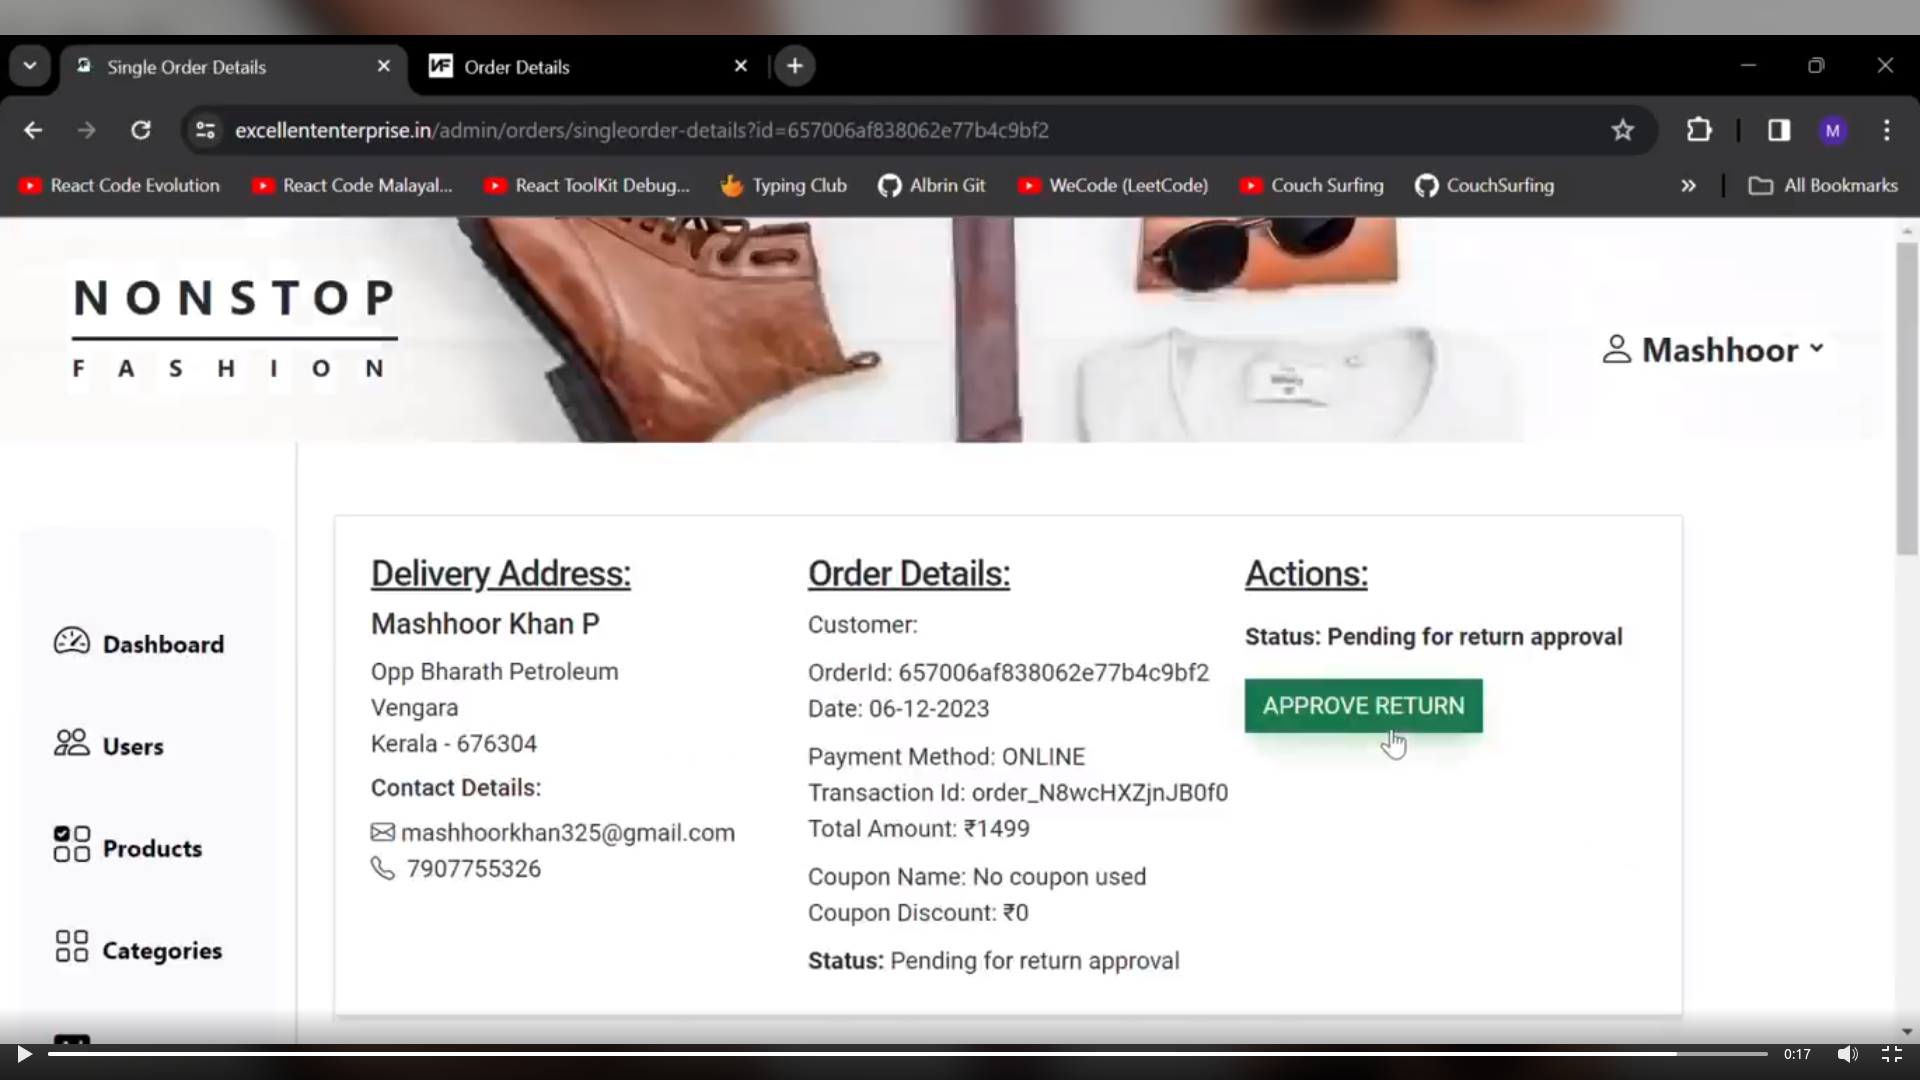 Single Order Details
Order Details
excellententerprise.in/admin/orders/singleorder-details?id=657006af838062e77b4c9bf2
M
React Code Evolution
React Code Malayal...
React ToolKit Debug...
Typing Club
Albrin Git
WeCode (LeetCode)
Couch Surfing
CouchSurfing
All Bookmarks
NONSTOP
FASHION
Mashhoor
Dashboard
Users
Products
Categories
Delivery Address:
Mashhoor Khan P
Opp Bharath Petroleum
Vengara
Kerala - 676304
Contact Details:
mashhoorkhan325@gmail.com
7907755326
Order Details:
Customer:
OrderId: 657006af838062e77b4c9bf2
Date: 06-12-2023
Payment Method: ONLINE
Transaction Id: order_N8wcHXZjnJB0f0
Total Amount: ₹1499
Coupon Name: No coupon used
Coupon Discount: ₹0
Status: Pending for return approval
Actions:
Status: Pending for return approval
APPROVE RETURN
0:17